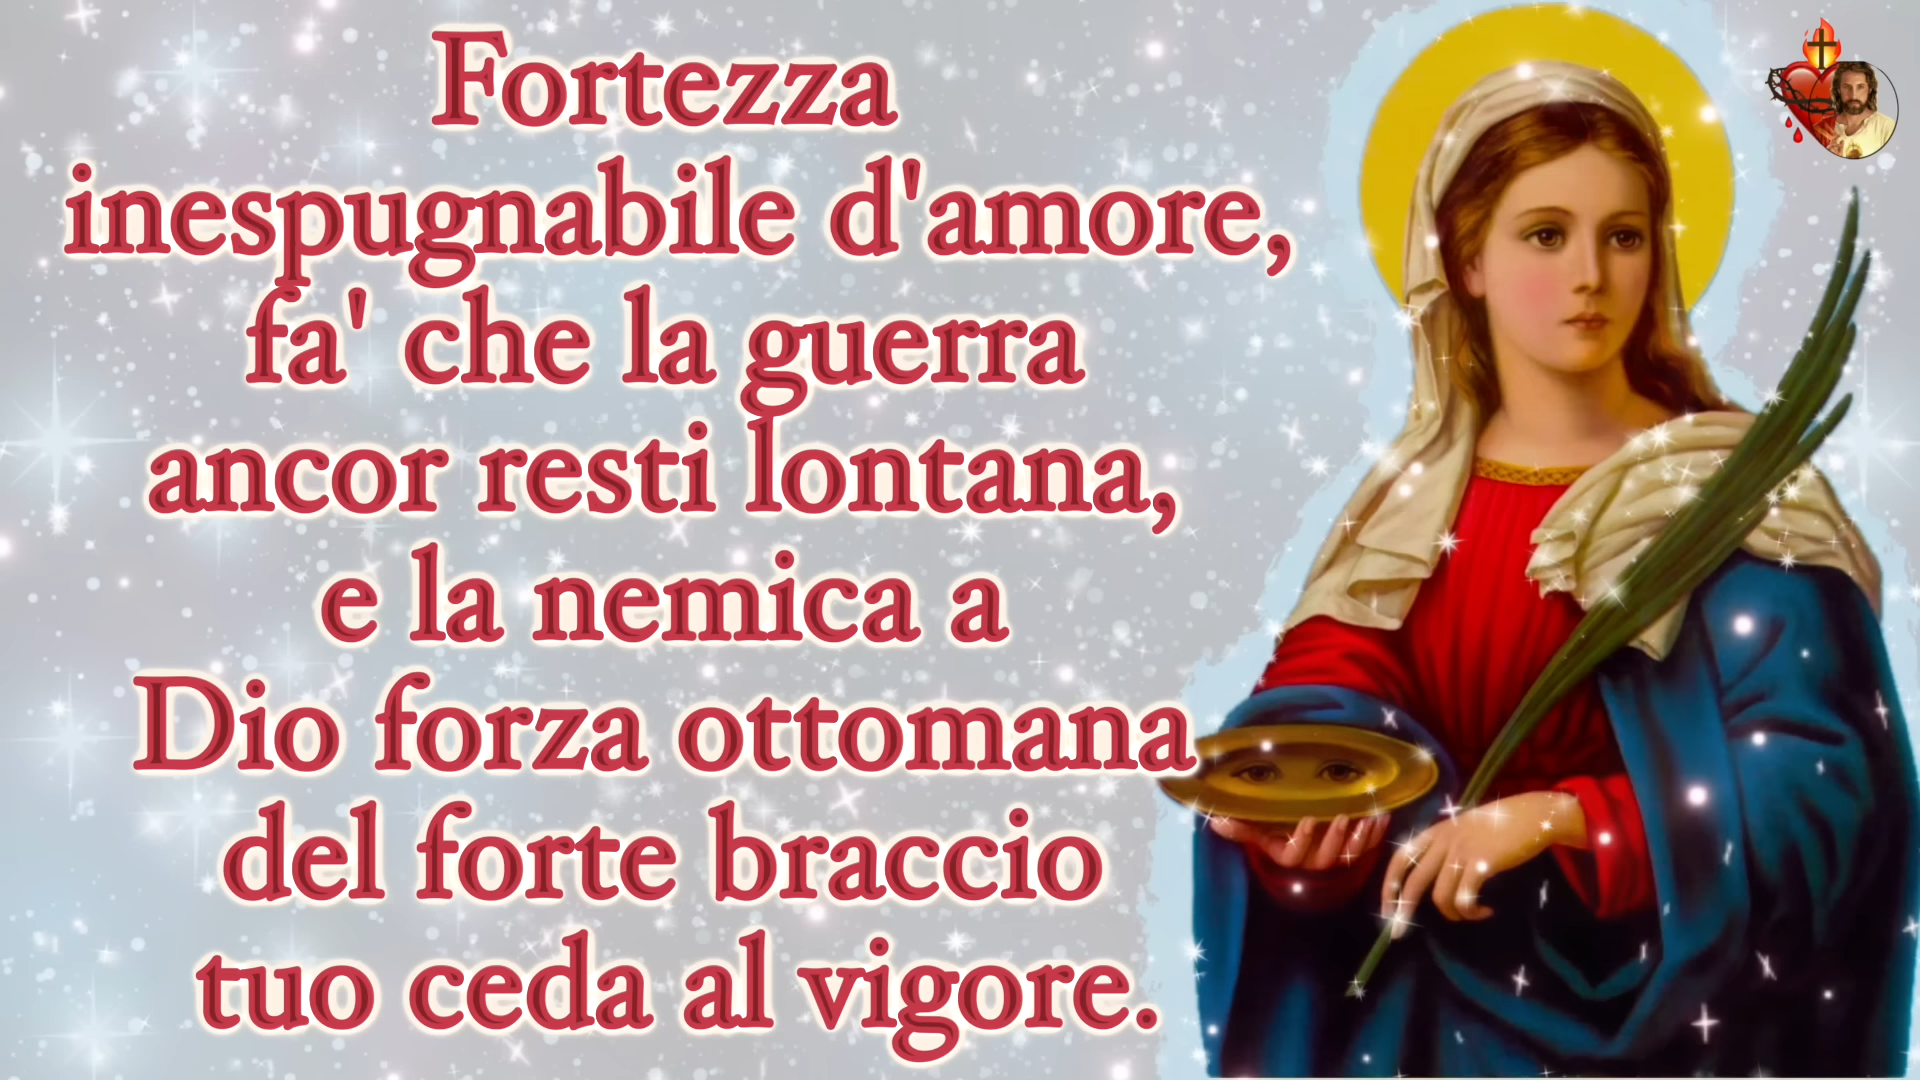 Fortezza
inespugnabile d'amore,
fa' che la guerra
ancor resti lontana,
e la nemica a
Dio forza ottomana
del forte braccio
tuo ceda al vigore.